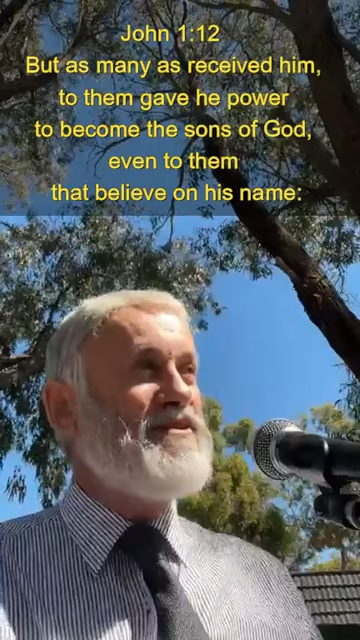 John 1:12
But as many as received him,
to them gave he power
to become the sons of God,
even to them
that believe on his name: